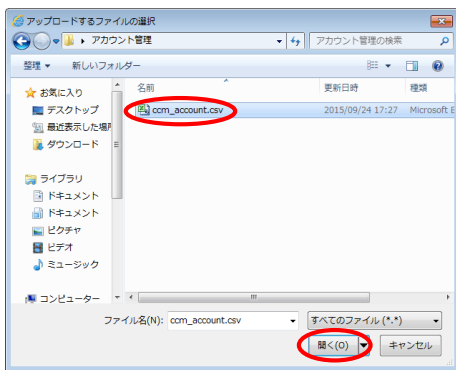 アップロードするファイルの選択
アカウント管理
アカウント管理の検索
整理 新しいフォルダー
お気に入り
デスクトップ
最近表示した場所
ダウンロード
ライブラリ
ドキュメント
ドキュメント
ピクチャ
ビデオ
ミュージック
コンピューター
名前 更新日時 種類
ccm_account.csv 2015/09/24 17:27 Microsoft E
ファイル名(N): ccm_account.csv すべてのファイル (*.*)
開く(O) キャンセル